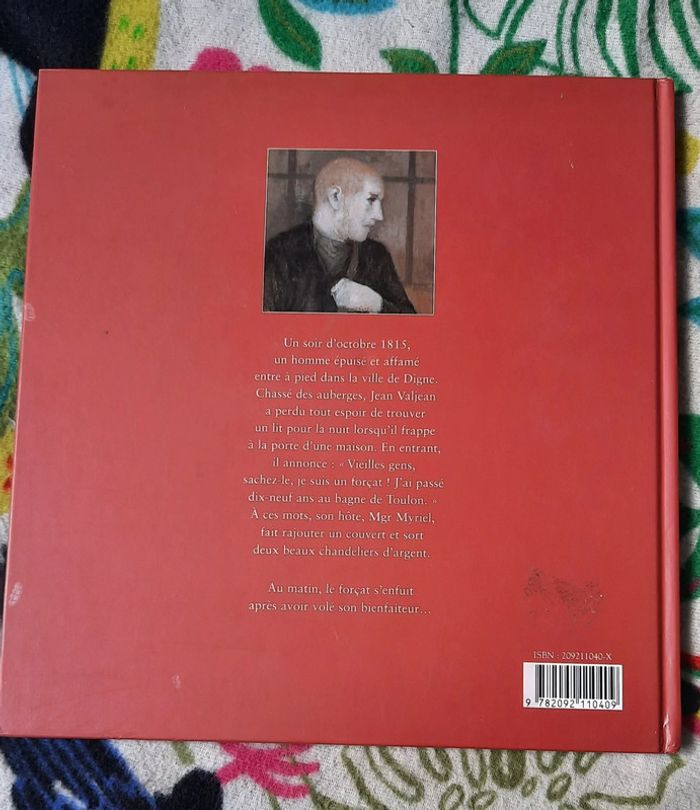 Un soir d'octobre 1815,
un homme épuisé et affamé
entre à pied dans la ville de Digne.
Chassé des auberges, Jean Valjean
a perdu tout espoir de trouver
un lit pour la nuit lorsqu'il frappe
à la porte d'une maison. En entrant,
il annonce : « Vieilles gens,
sachez-le, je suis un forçat ! J'ai passé
dix-neuf ans au bagne de Toulon. »
À ces mots, son hôte, Mgr Myriel,
fait rajouter un couvert et sort
deux beaux chandeliers d'argent.
Au matin, le forçat s'enfuit
après avoir volé son bienfaiteur...
ISBN : 209211040-X
9 782092 110409